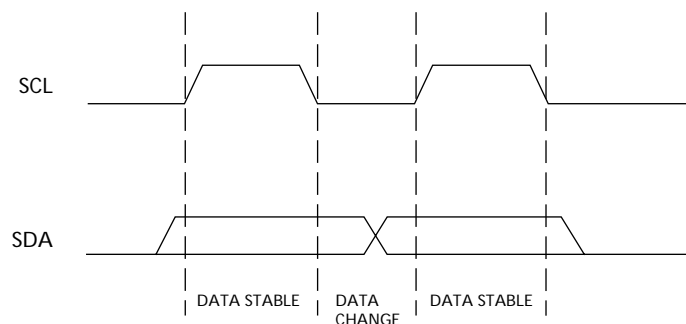 SCL
SDA
DATA STABLE
DATA
CHANGE
DATA STABLE